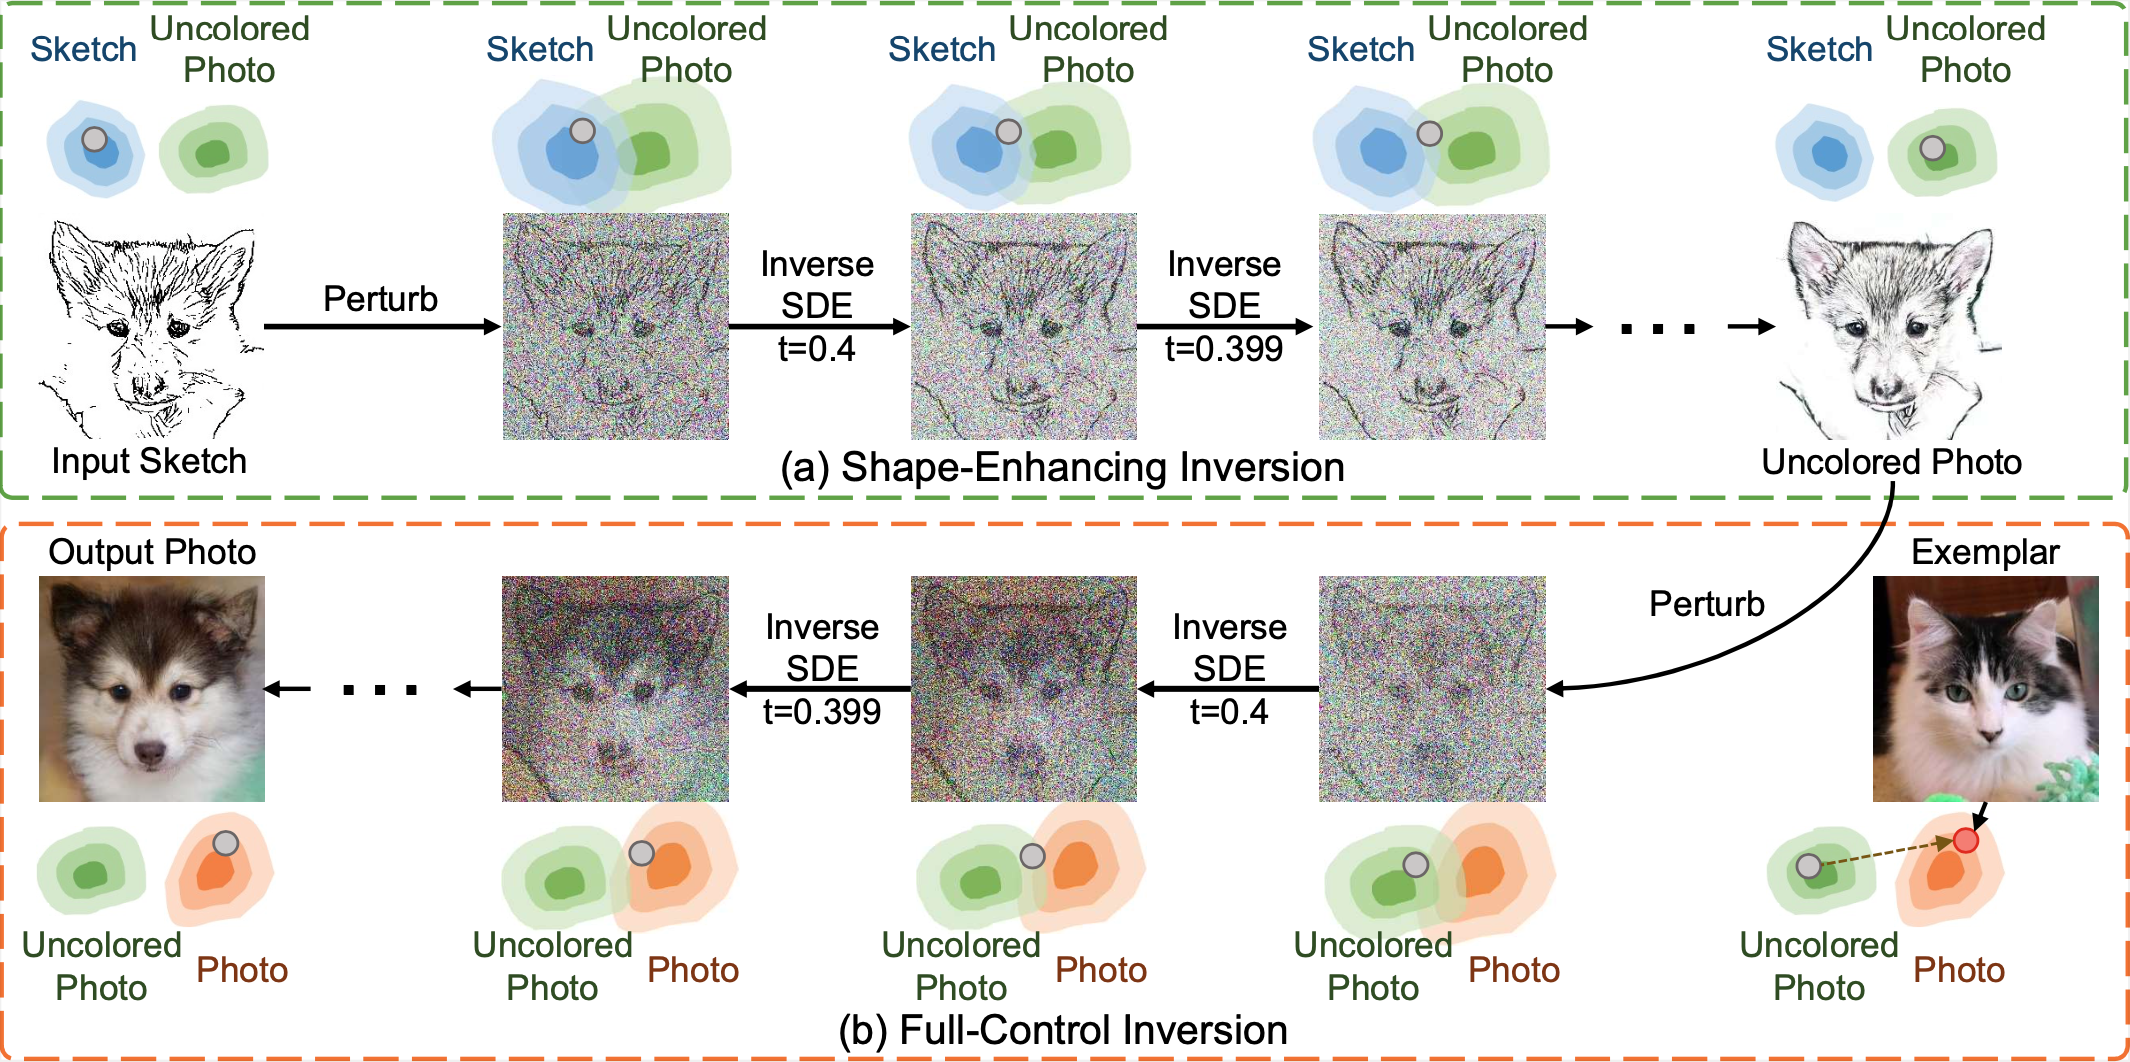 Sketch
Uncolored
Photo
Sketch
Uncolored
Photo
Sketch
Uncolored
Photo
Sketch
Uncolored
Photo
Sketch
Uncolored
Photo
Perturb
Inverse
SDE
t=0.4
Inverse
SDE
t=0.399
Input Sketch
(a) Shape-Enhancing Inversion
Uncolored Photo
Output Photo
Inverse
SDE
t=0.399
Inverse
SDE
t=0.4
Perturb
Exemplar
Uncolored
Photo
Photo
Uncolored
Photo
Photo
Uncolored
Photo
Photo
Uncolored
Photo
Photo
Uncolored
Photo
Photo
(b) Full-Control Inversion